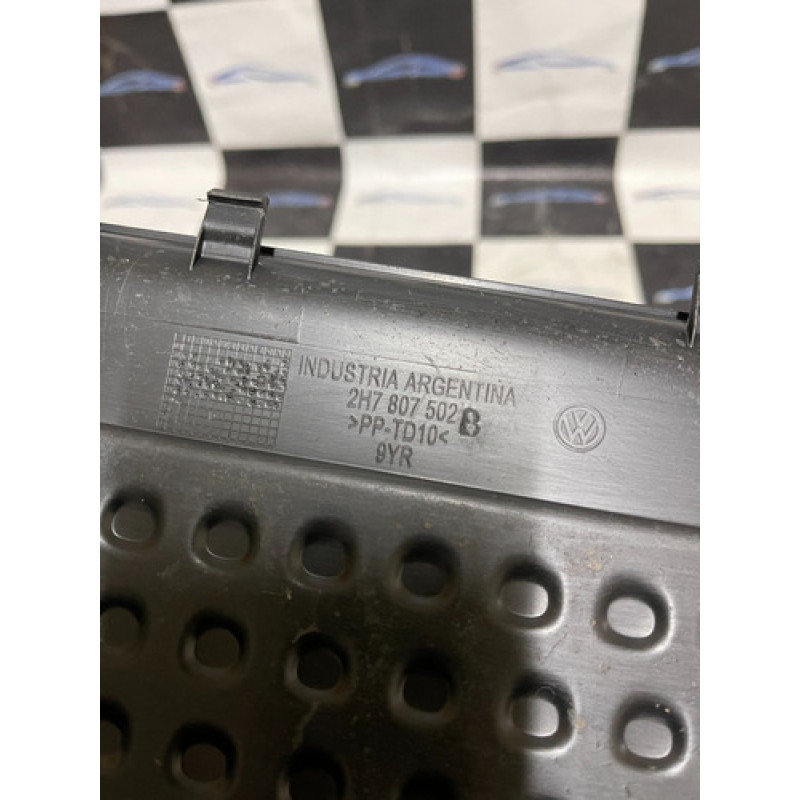 INDUSTRIA ARGENTINA
2H7 807 502 B
>PP-TD10<
9YR